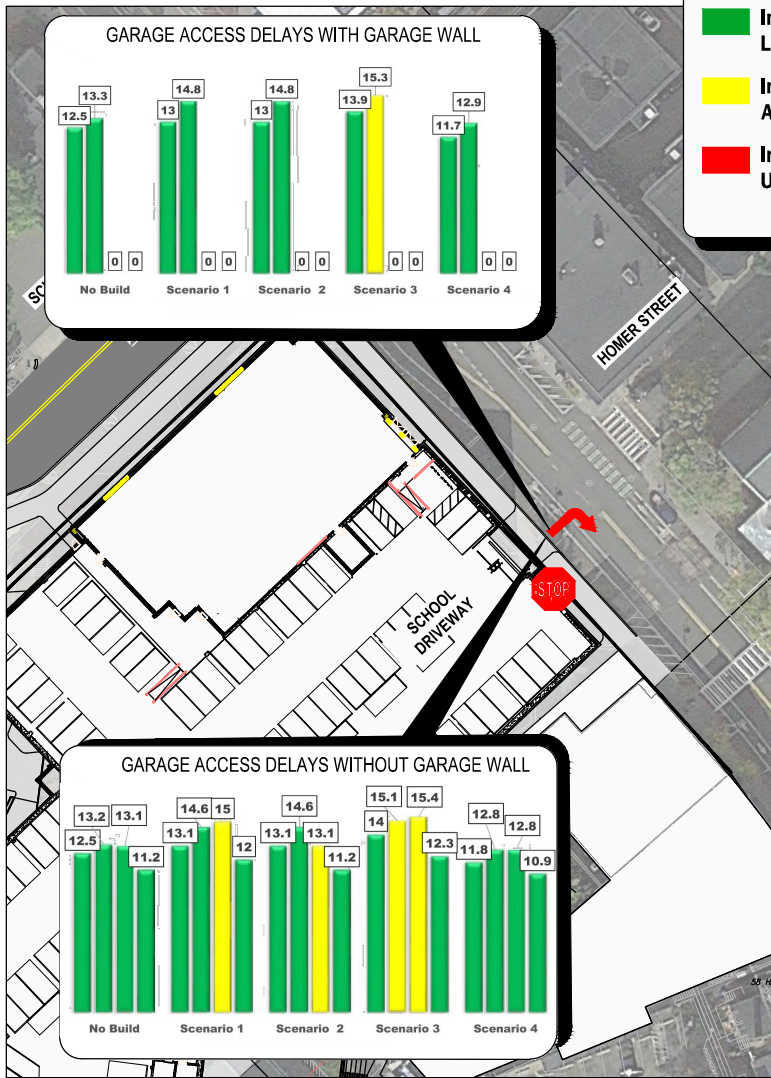 GARAGE ACCESS DELAYS WITH GARAGE WALL
12.5
13.3
0
0
No Build
13
14.8
0
0
Scenario 1
13
14.8
0
0
Scenario 2
13.9
15.3
0
0
Scenario 3
11.7
12.9
0
0
Scenario 4
HOMER STREET
STOP
SCHOOL
DRIVEWAY
GARAGE ACCESS DELAYS WITHOUT GARAGE WALL
12.5
13.2
13.1
11.2
No Build
13.1
14.6
15
12
Scenario 1
13.1
14.6
13.1
11.2
Scenario 2
14
15.1
15.4
12.3
Scenario 3
11.8
12.8
12.8
10.9
Scenario 4